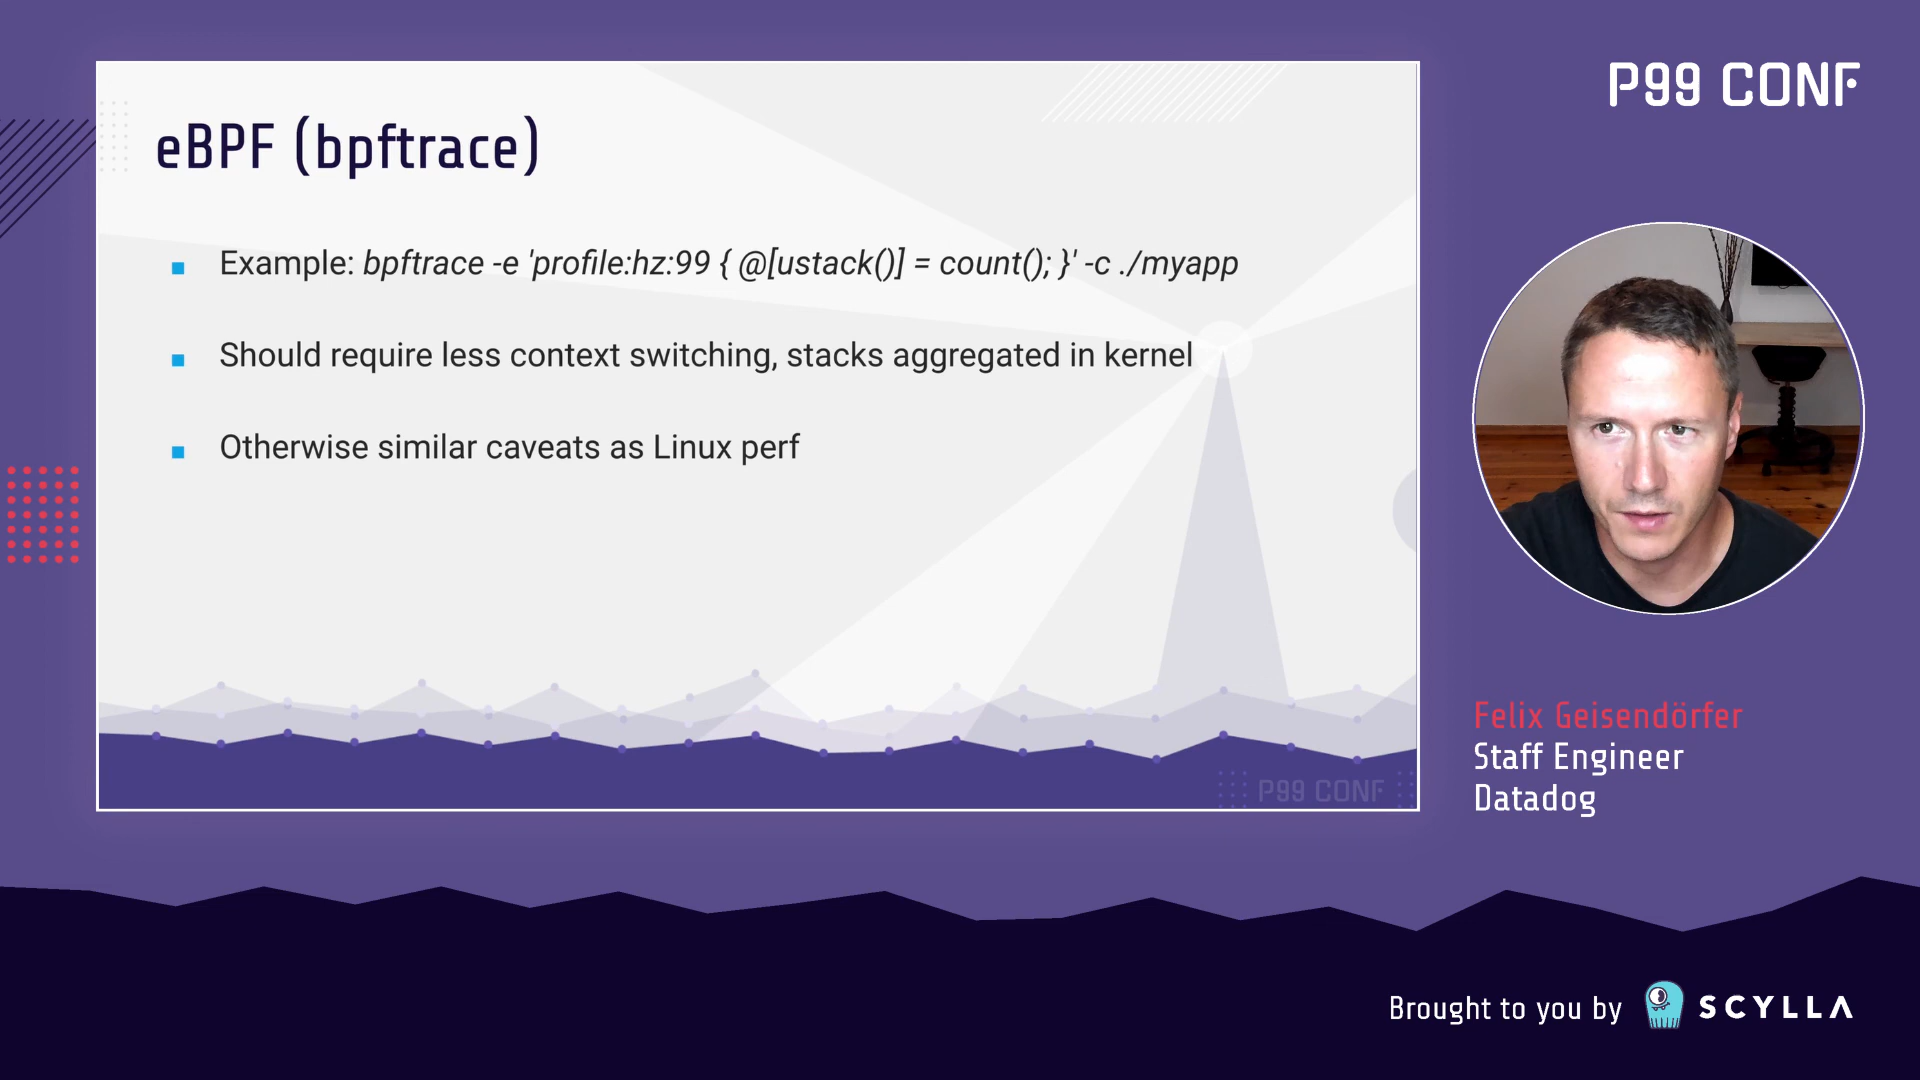 P99 CONF
eBPF (bpftrace)
Example: bpftrace -e 'profile:hz:99 { @[ustack()] = count(); }' -c ./myapp
Should require less context switching, stacks aggregated in kernel
Otherwise similar caveats as Linux perf
P99 CONF
Felix Geisendörfer
Staff Engineer
Datadog
Brought to you by SCYLLA